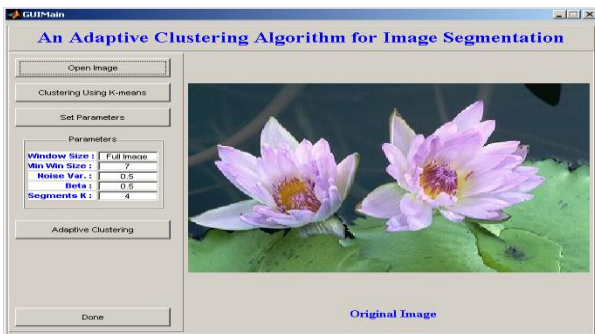 GUIMain
An Adaptive Clustering Algorithm for Image Segmentation
Open Image
Clustering Using K-means
Set Parameters
Parameters
Window Size : Full Image
Min Win Size : 7
Noise Var. : 0.5
Beta : 0.5
Segments K : 4
Adaptive Clustering
Done
Original Image